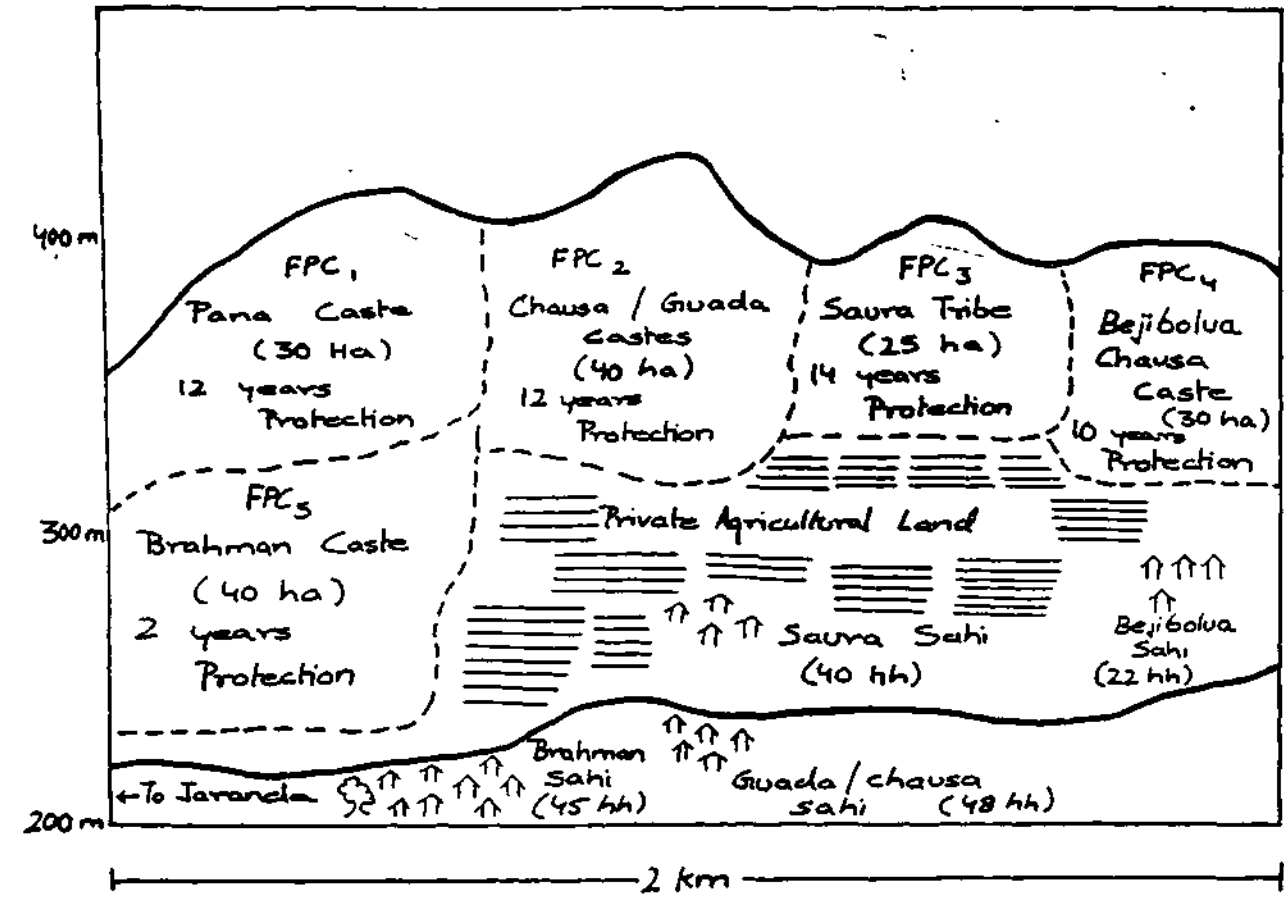 400 m
300 m
200 m
FPC1
Pana Caste
(30 Ha)
12 years
Protection
FPC2
Chausa / Guada
Castes
(40 ha)
12 years
Protection
FPC3
Saura Tribe
(25 ha)
14 years
Protection
FPC4
Bejibolua
Chausa
Caste
(30 ha)
10 years
Protection
FPC5
Brahman Caste
(40 ha)
2 years
Protection
Private Agricultural Land
Saura Sahi
(40 hh)
Bejibolua
Sahi
(22 hh)
Brahman
Sahi
(45 hh)
Guada / chausa
Sahi (48 hh)
←To Jaranda
2 km